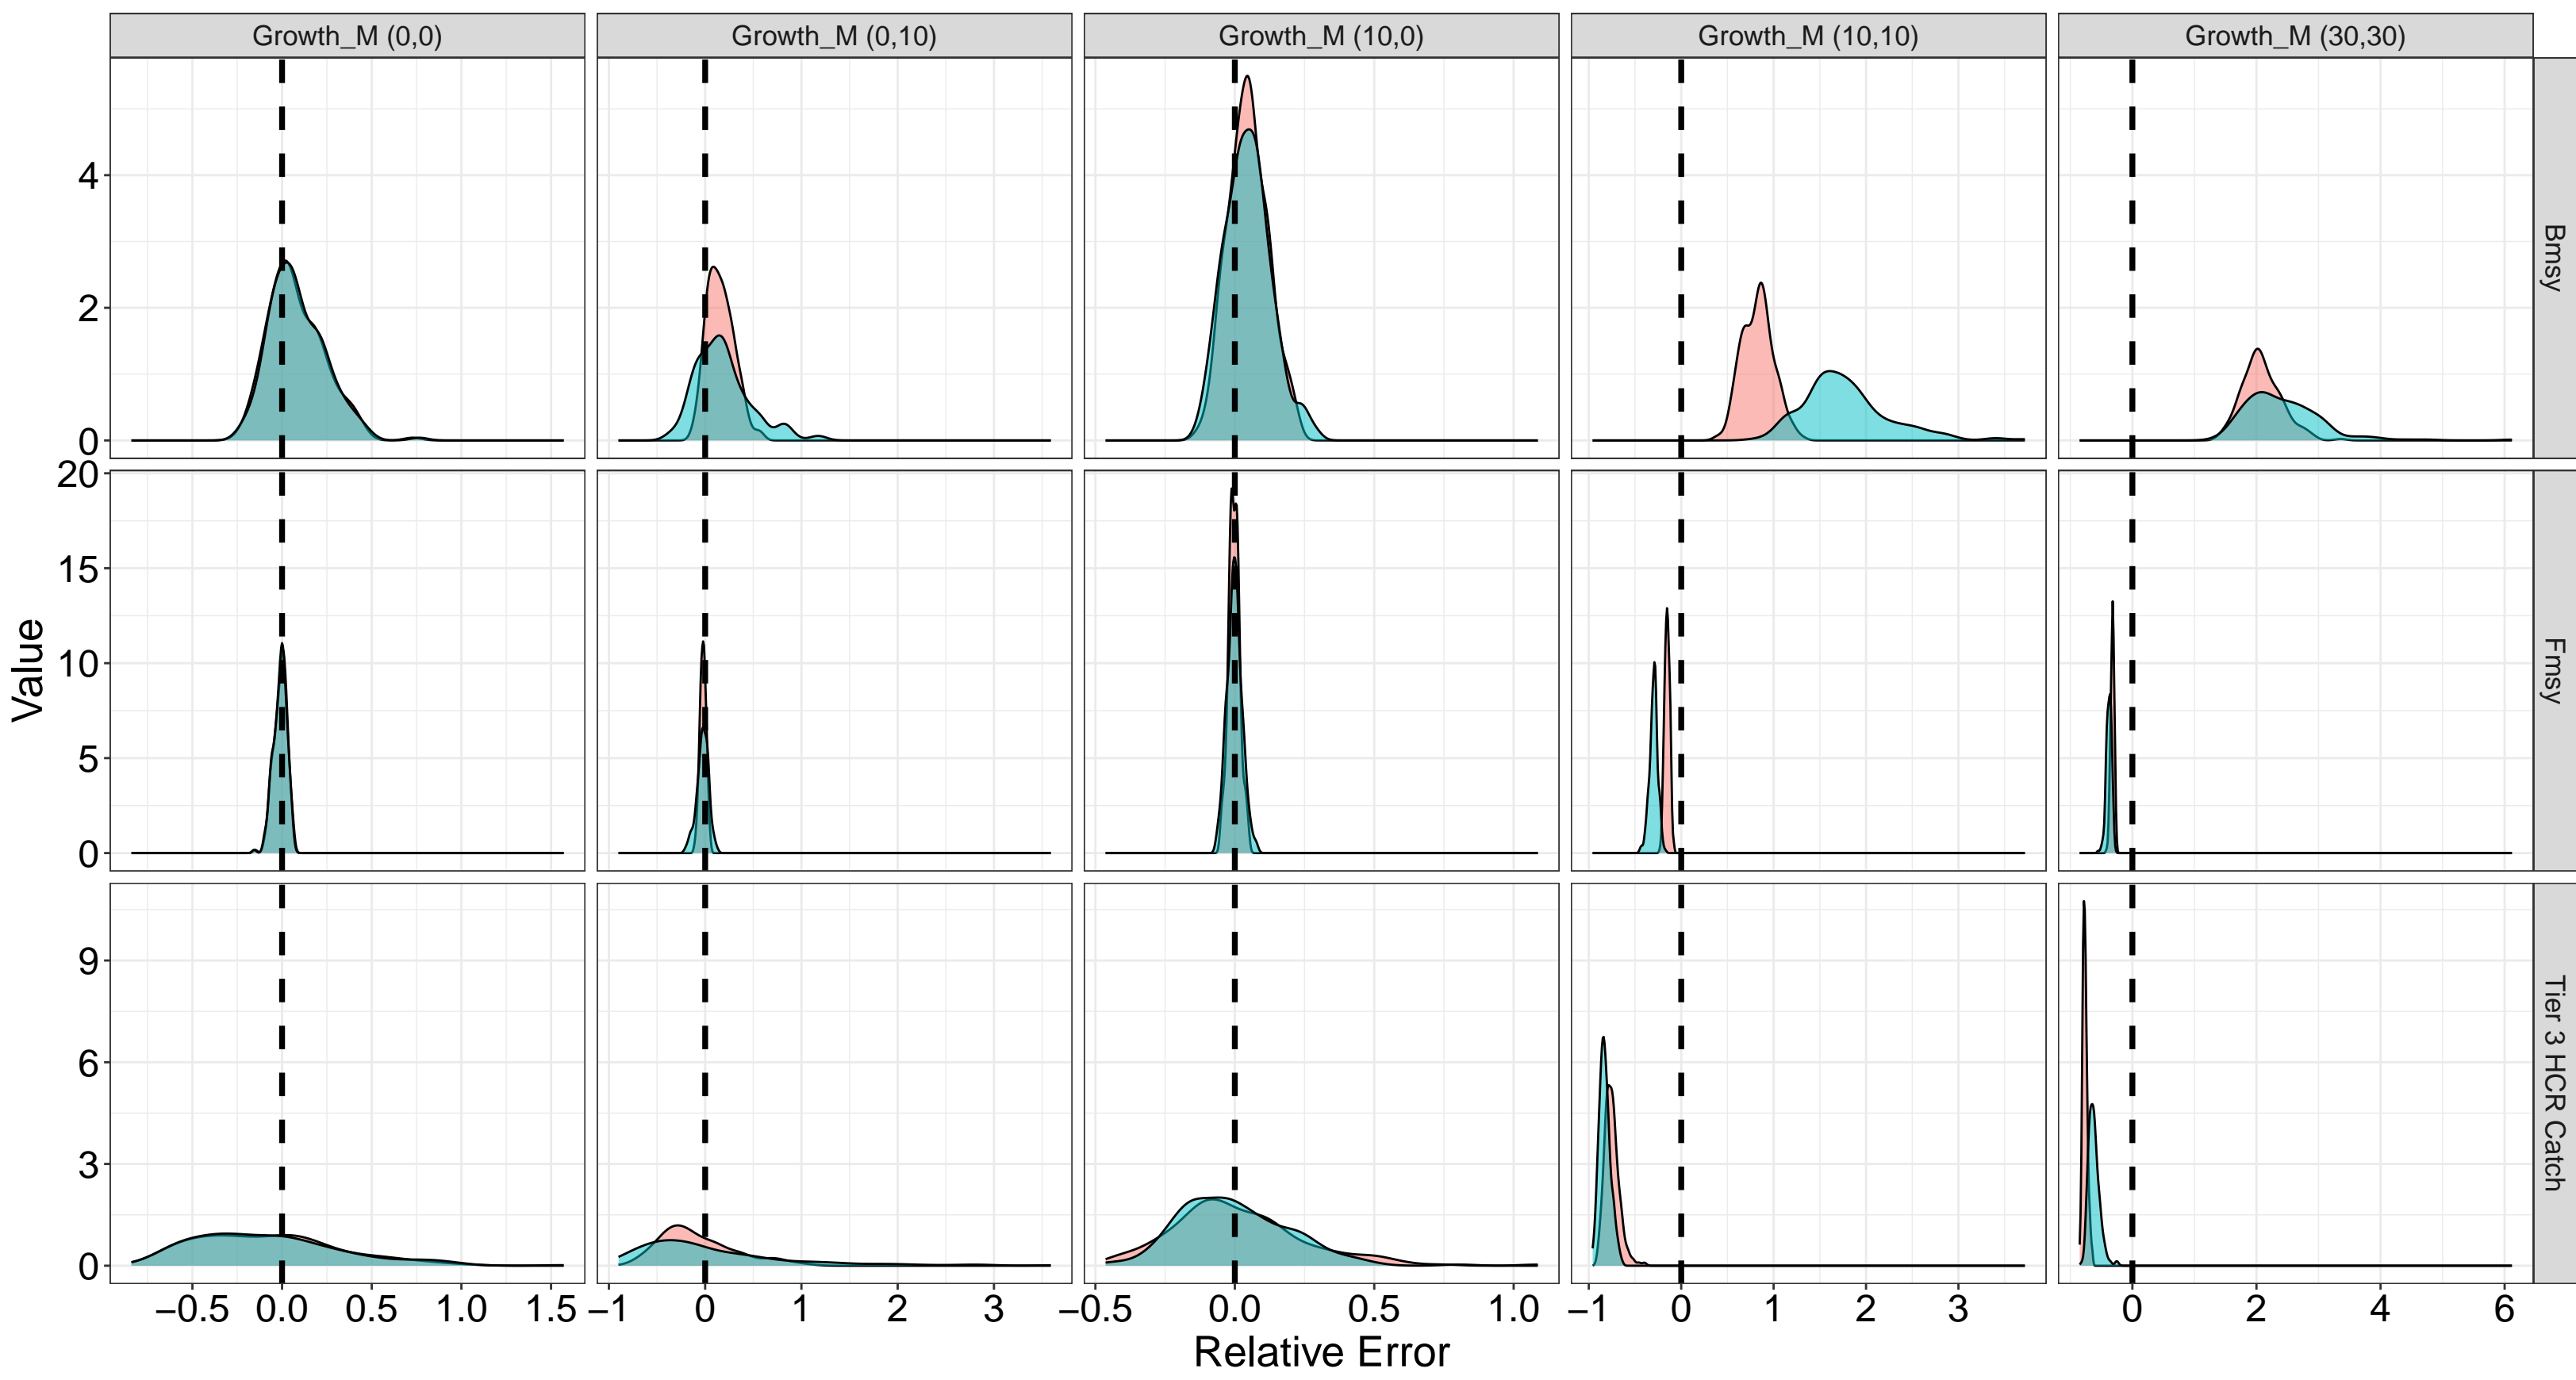 Growth_M (0,0) Growth_M (0,10) Growth_M (10,0) Growth_M (10,10) Growth_M (30,30)
4
2
0
Bmsy
20
15
10
5
0
Fmsy
9
6
3
0
Tier 3 HCR Catch
Value
−0.5 0.0 0.5 1.0 1.5 −1 0 1 2 3 −0.5 0.0 0.5 1.0 −1 0 1 2 3 0 2 4 6
Relative Error